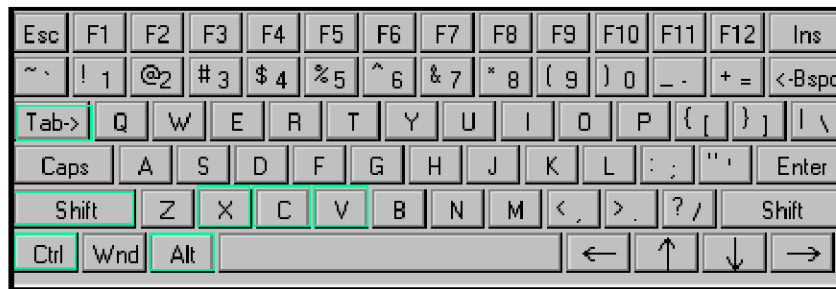 Esc F1 F2 F3 F4 F5 F6 F7 F8 F9 F10 F11 F12 Ins
~ ` ! 1 @2 # 3 $ 4 % 5 ^ 6 & 7 * 8 ( 9 ) 0 _ - + = <-Bspc
Tab-> Q W E R T Y U I O P { [ } ] | \
Caps A S D F G H J K L : ; " ' Enter
Shift Z X C V B N M < , > . ? / Shift
Ctrl Wnd Alt ← ↑ ↓ →